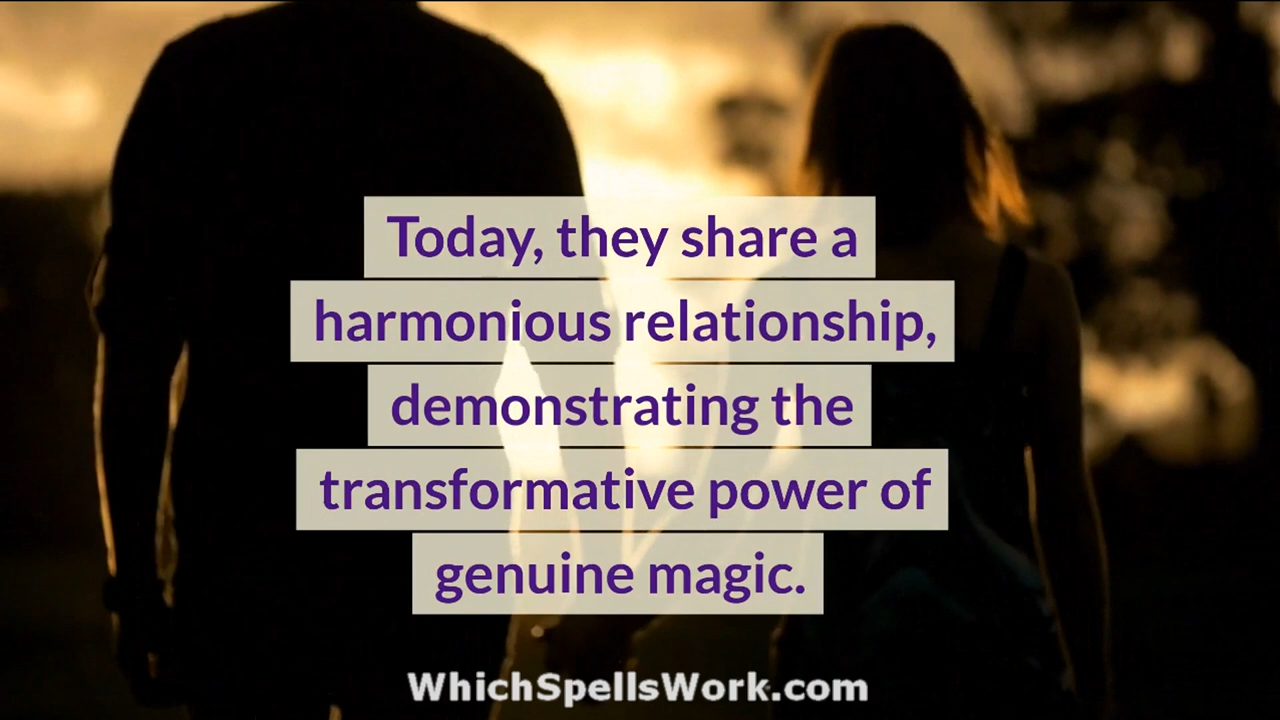 Today, they share a
harmonious relationship,
demonstrating the
transformative power of
genuine magic.
WhichSpellsWork.com